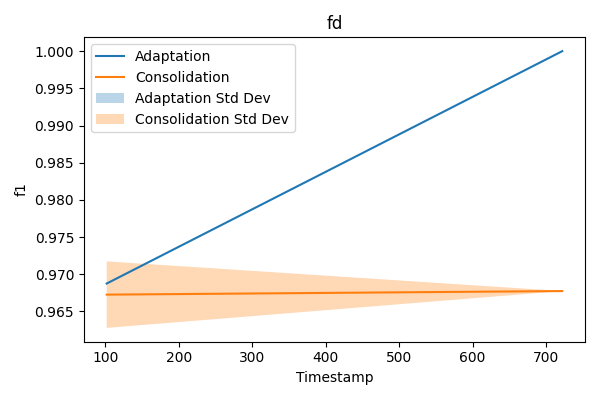 fd
1.000
0.995
0.990
0.985
0.980
0.975
0.970
0.965
f1
Adaptation
Consolidation
Adaptation Std Dev
Consolidation Std Dev
100 200 300 400 500 600 700
Timestamp